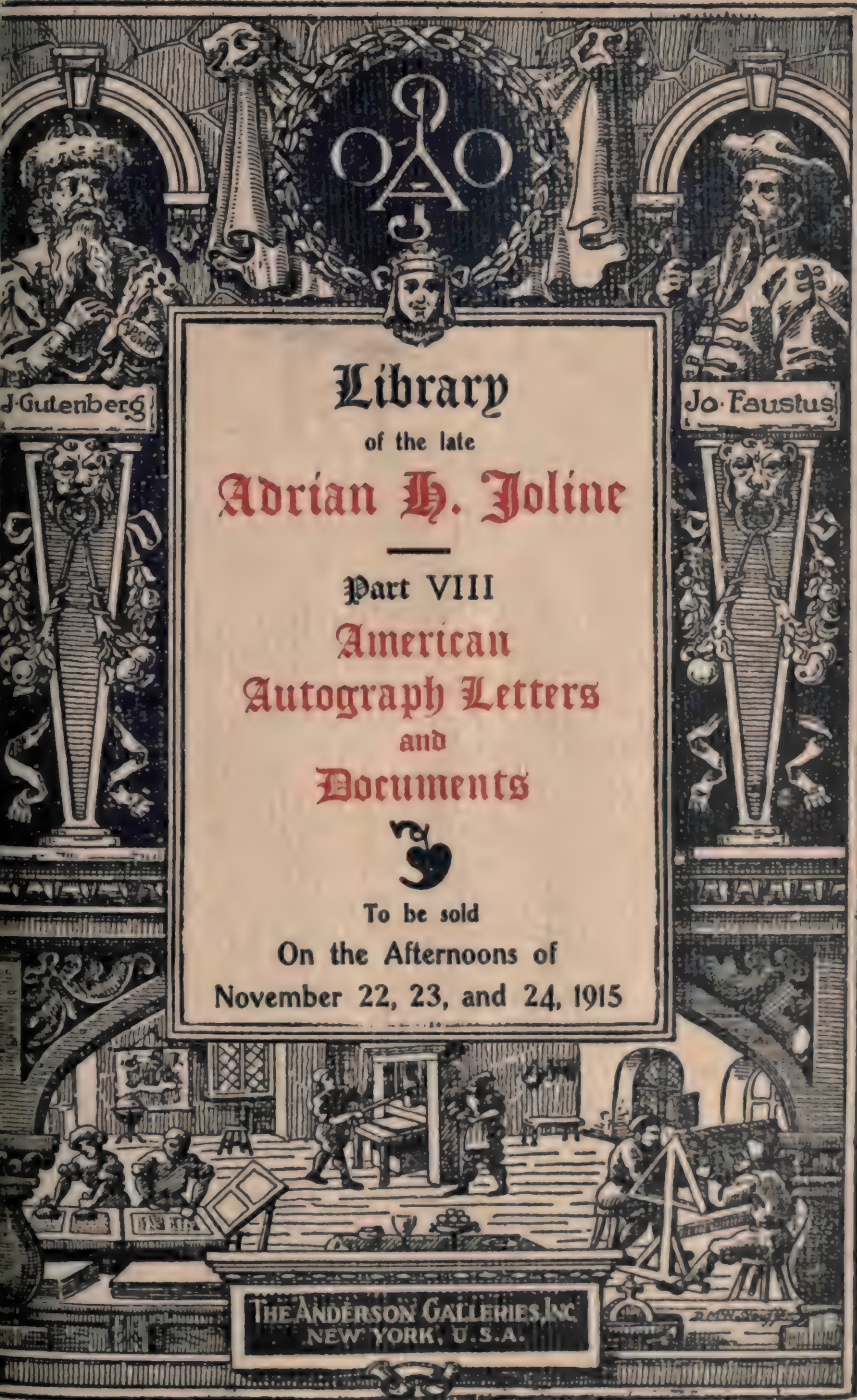 J. Gutenberg
Jo. Faustus
Library
of the late
Adrian H. Joline
Part VIII
American
Autograph Letters
and
Documents
To be sold
On the Afternoons of
November 22, 23, and 24, 1915
THE ANDERSON GALLERIES, INC
NEW YORK, U.S.A.